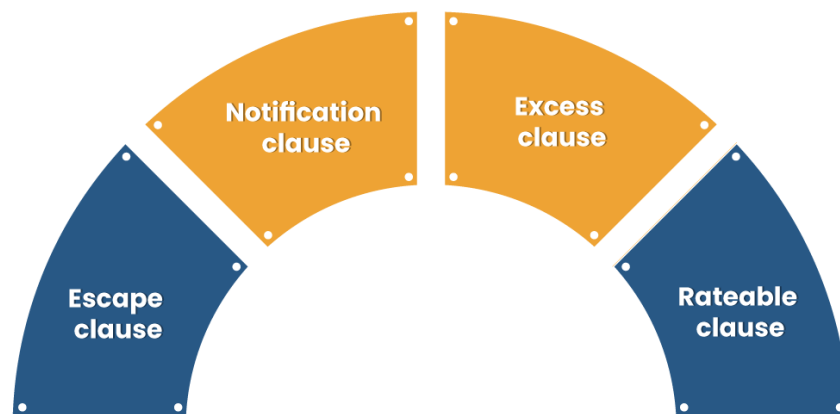 Notification
clause
Excess
clause
Escape
clause
Rateable
clause